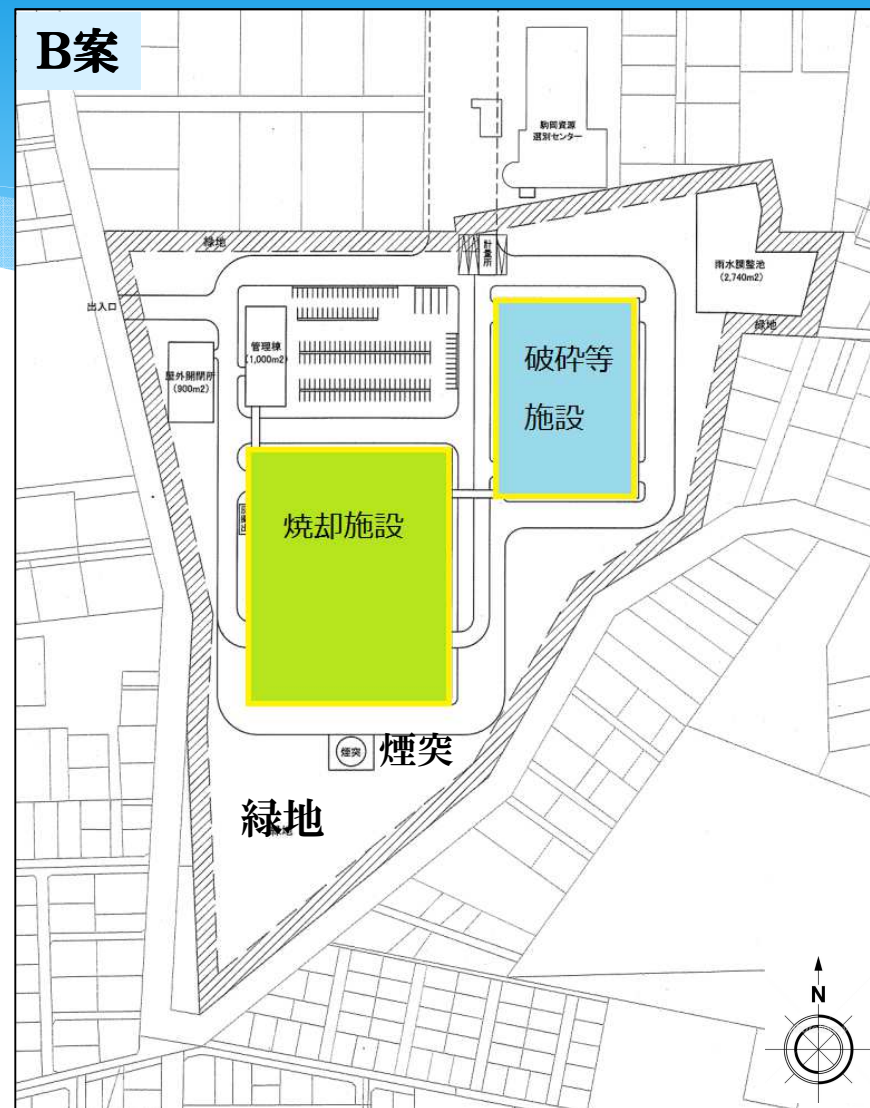 B案
駒岡資源
選別センター
緑地
計量所
雨水調整池
(2,740m2)
出入口
緑地
管理棟
(1,000m2)
破砕等
施設
屋外開閉所
(900m2)
焼却施設
煙突
煙突
緑地
緑地
N